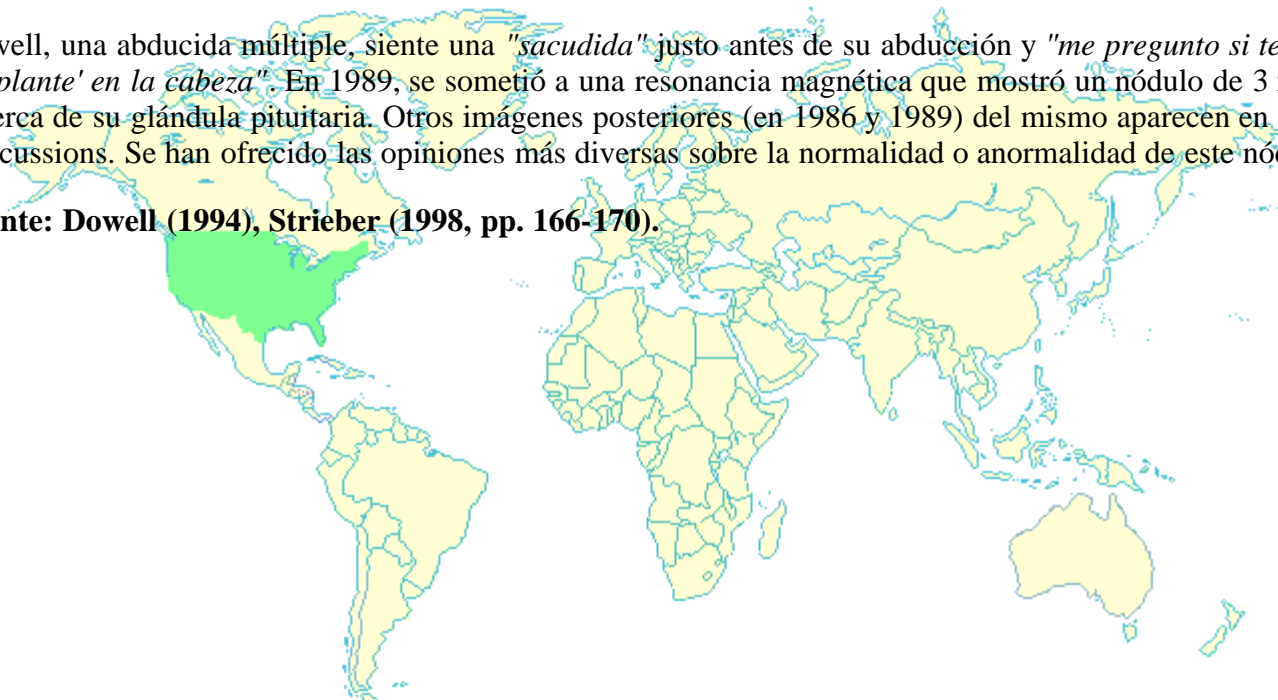 well, una abducida múltiple, siente una "sacudida" justo antes de su abducción y "me pregunto si te
plante' en la cabeza". En 1989, se sometió a una resonancia magnética que mostró un nódulo de 3
erca de su glándula pituitaria. Otros imágenes posteriores (en 1986 y 1989) del mismo aparecen en
cussions. Se han ofrecido las opiniones más diversas sobre la normalidad o anormalidad de este nód
nte: Dowell (1994), Strieber (1998, pp. 166-170).